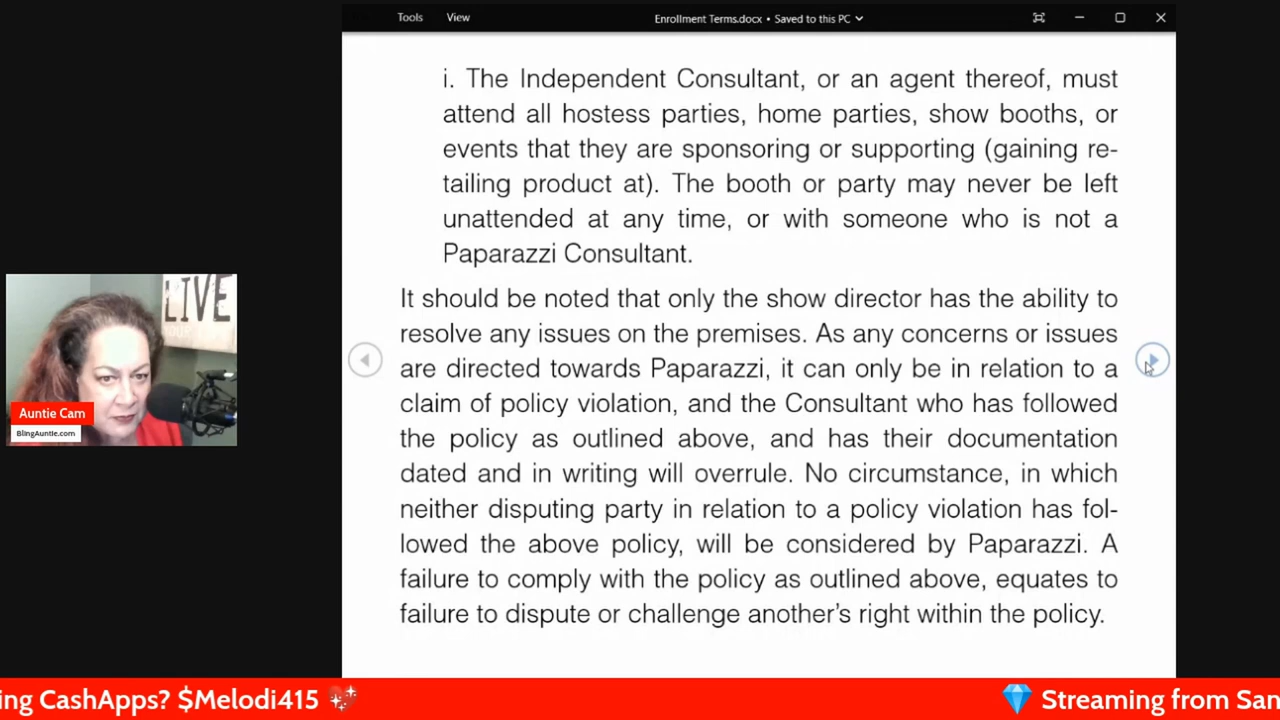 Tools View Enrollment Terms.docx • Saved to this PC
i. The Independent Consultant, or an agent thereof, must
attend all hostess parties, home parties, show booths, or
events that they are sponsoring or supporting (gaining re-
tailing product at). The booth or party may never be left
unattended at any time, or with someone who is not a
Paparazzi Consultant.
It should be noted that only the show director has the ability to
resolve any issues on the premises. As any concerns or issues
are directed towards Paparazzi, it can only be in relation to a
claim of policy violation, and the Consultant who has followed
the policy as outlined above, and has their documentation
dated and in writing will overrule. No circumstance, in which
neither disputing party in relation to a policy violation has fol-
lowed the above policy, will be considered by Paparazzi. A
failure to comply with the policy as outlined above, equates to
failure to dispute or challenge another's right within the policy.
LIVE
Auntie Cam
BlingAuntie.com
ing CashApps? $Melodi415 💖 💎 Streaming from San